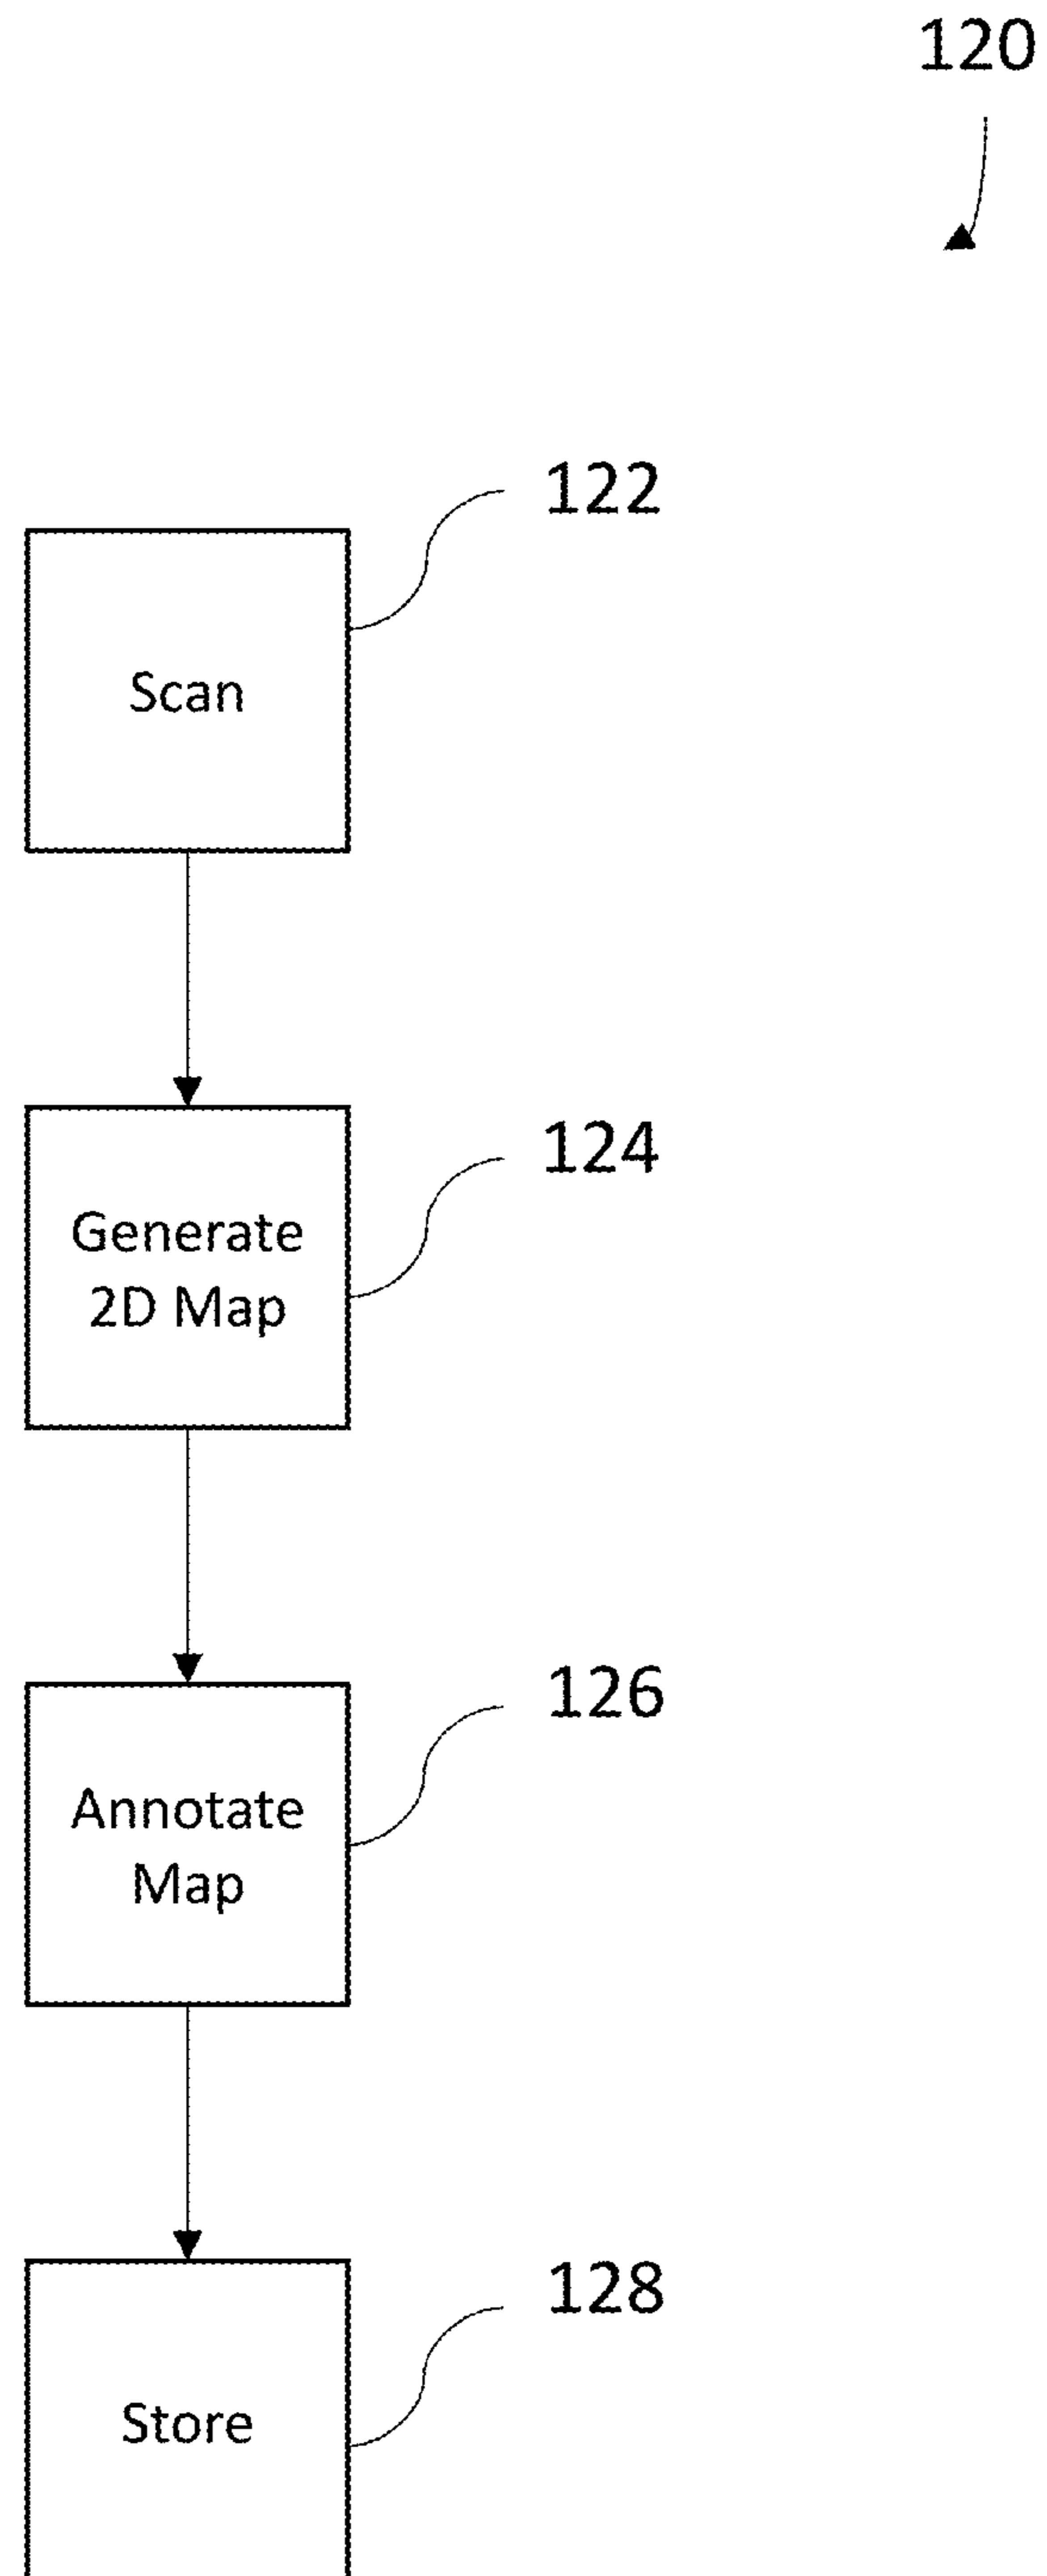 120
122
Scan
124
Generate
2D Map
126
Annotate
Map
128
Store